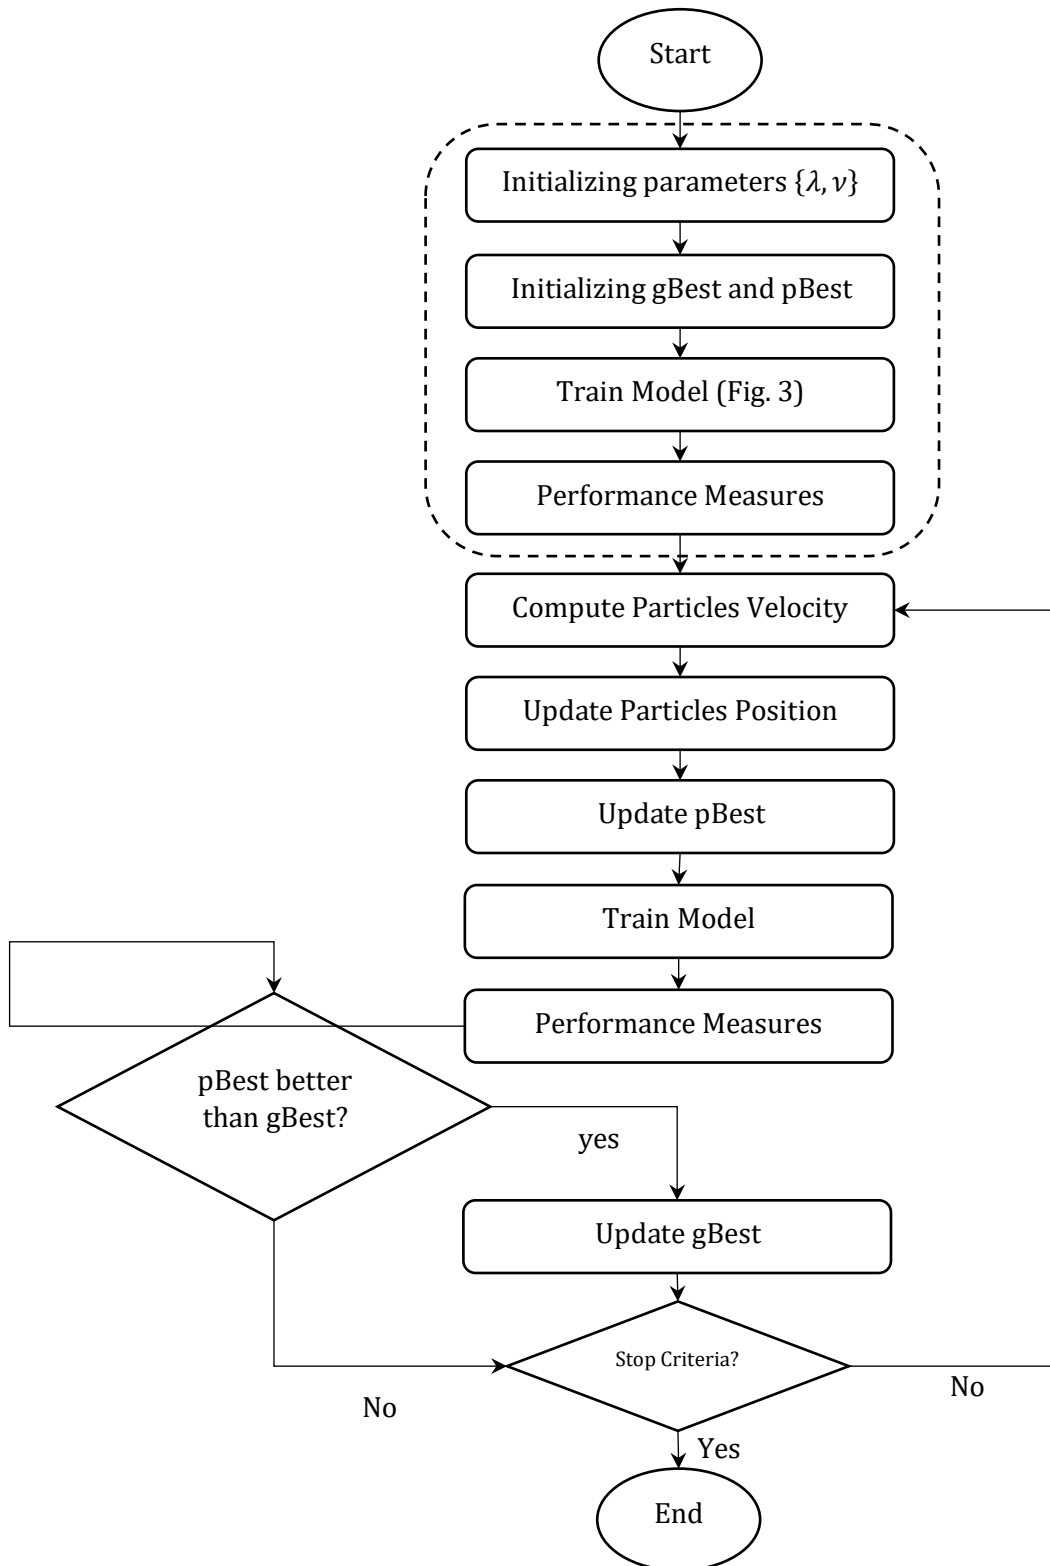 Start
Initializing parameters {λ, ν}
Initializing gBest and pBest
Train Model (Fig. 3)
Performance Measures
Compute Particles Velocity
Update Particles Position
Update pBest
Train Model
Performance Measures
pBest better
than gBest?
yes
Update gBest
Stop Criteria?
No
No
Yes
End